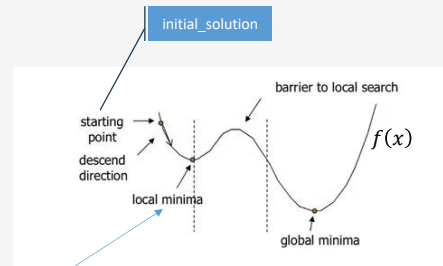 initial_solution
barrier to local search
starting
point
f(x)
descend
direction
local minima
global minima